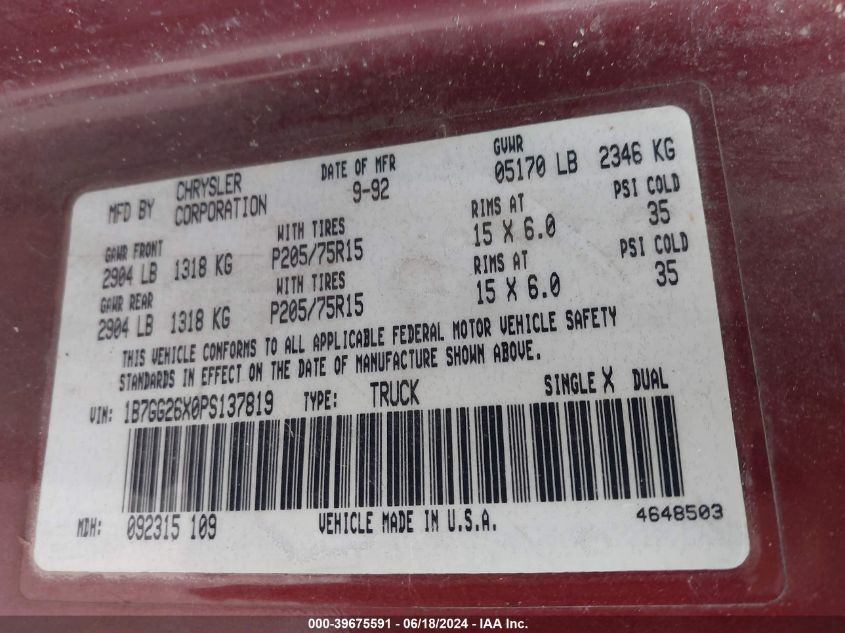 MFD BY CHRYSLER CORPORATION DATE OF MFR 9-92 GVWR 05170 LB 2346 KG
GAWR FRONT 2904 LB 1318 KG WITH TIRES P205/75R15 RIMS AT 15 X 6.0 PSI COLD 35
GAWR REAR 2904 LB 1318 KG WITH TIRES P205/75R15 RIMS AT 15 X 6.0 PSI COLD 35
THIS VEHICLE CONFORMS TO ALL APPLICABLE FEDERAL MOTOR VEHICLE SAFETY
STANDARDS IN EFFECT ON THE DATE OF MANUFACTURE SHOWN ABOVE.
VIN: 1B7GG26X0PS137819 TYPE: TRUCK SINGLE X DUAL
MDH: 092315 109 VEHICLE MADE IN U.S.A. 4648503
000-39675591 - 06/18/2024 - IAA Inc.